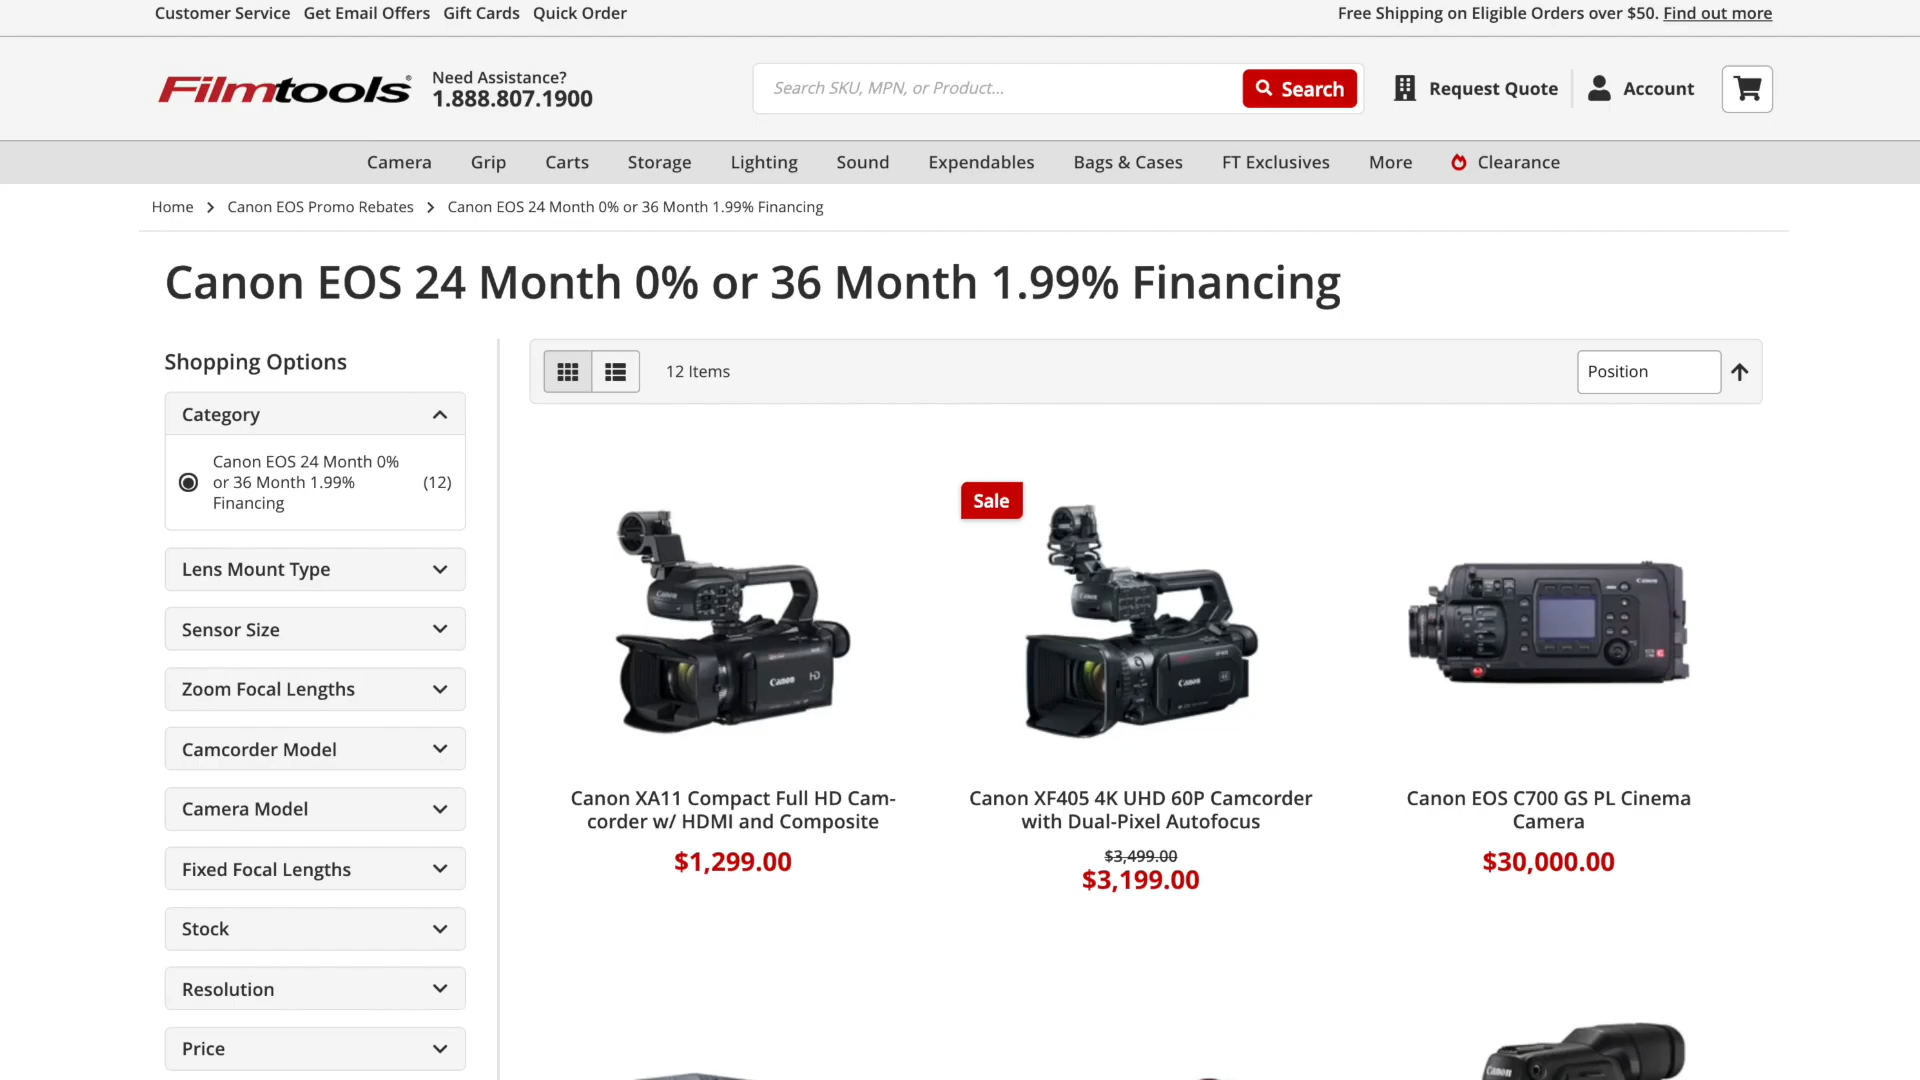 Customer Service Get Email Offers Gift Cards Quick Order
Free Shipping on Eligible Orders over $50. Find out more
Filmtools®
Need Assistance?
1.888.807.1900
Search SKU, MPN, or Product...
Search
Request Quote
Account
Camera Grip Carts Storage Lighting Sound Expendables Bags & Cases FT Exclusives More Clearance
Home Canon EOS Promo Rebates Canon EOS 24 Month 0% or 36 Month 1.99% Financing
Canon EOS 24 Month 0% or 36 Month 1.99% Financing
Shopping Options
Category
Canon EOS 24 Month 0%
or 36 Month 1.99%
Financing
(12)
Lens Mount Type
Sensor Size
Zoom Focal Lengths
Camcorder Model
Camera Model
Fixed Focal Lengths
Stock
Resolution
Price
12 Items
Position
Canon
Canon HD
Canon XA11 Compact Full HD Cam-
corder w/ HDMI and Composite
$1,299.00
Sale
Canon
Canon XF405 4K UHD 60P Camcorder
with Dual-Pixel Autofocus
$3,499.00
$3,199.00
Canon
Canon EOS C700 GS PL Cinema
Camera
$30,000.00
Canon